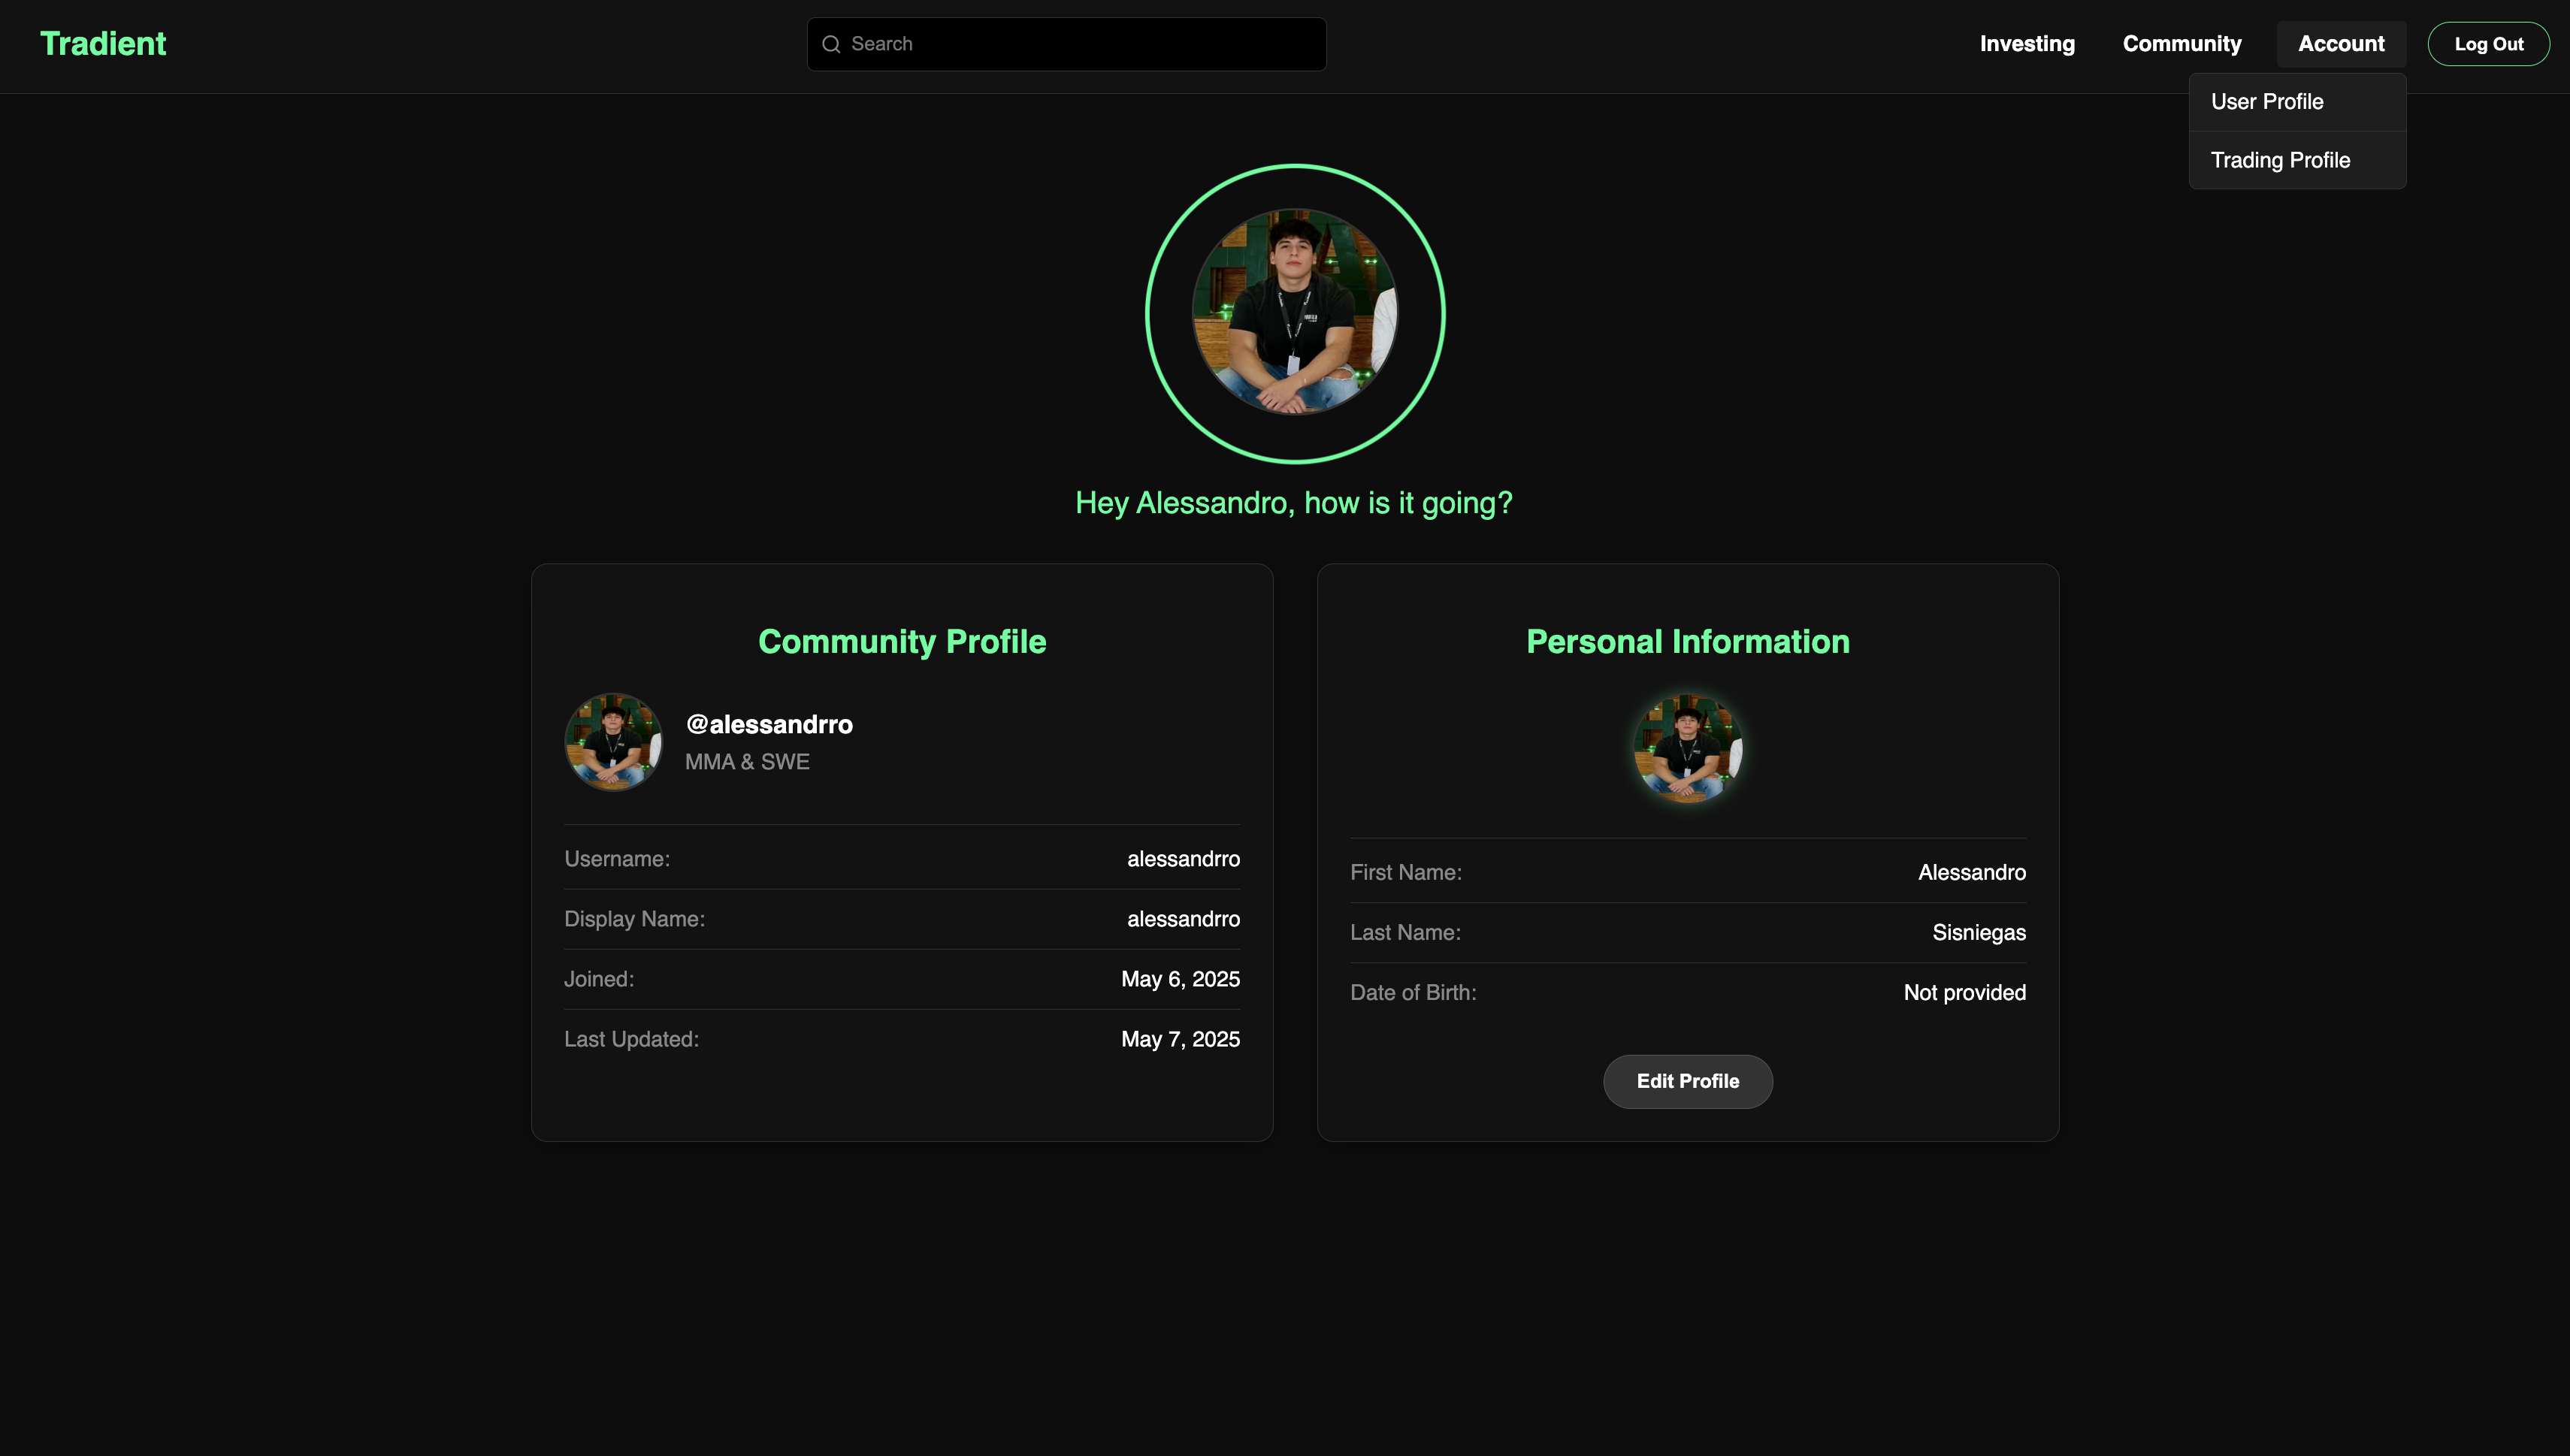 Tradient
Search
Investing
Community
Account
Log Out
User Profile
Trading Profile
Hey Alessandro, how is it going?
Community Profile
@alessandrro
MMA & SWE
Username: alessandrro
Display Name: alessandrro
Joined: May 6, 2025
Last Updated: May 7, 2025
Personal Information
First Name: Alessandro
Last Name: Sisniegas
Date of Birth: Not provided
Edit Profile